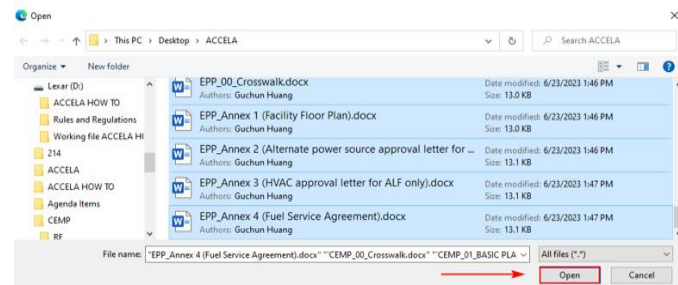 Open
This PC > Desktop > ACCELA
Search ACCELA
Organize
New folder
Lexar (D:)
ACCELA HOW TO
Rules and Regulations
Working file ACCELA H
214
ACCELA
ACCELA HOW TO
Agenda Items
CEMP
RF
EPP_00_Crosswalk.docx
Authors: Guchun Huang
Date modified: 6/23/2023 1:46 PM
Size: 13.0 KB
EPP_Annex 1 (Facility Floor Plan).docx
Authors: Guchun Huang
Date modified: 6/23/2023 1:46 PM
Size: 13.0 KB
EPP_Annex 2 (Alternate power source approval letter for ...
Authors: Guchun Huang
Date modified: 6/23/2023 1:46 PM
Size: 13.1 KB
EPP_Annex 3 (HVAC approval letter for ALF only).docx
Authors: Guchun Huang
Date modified: 6/23/2023 1:47 PM
Size: 13.1 KB
EPP_Annex 4 (Fuel Service Agreement).docx
Authors: Guchun Huang
Date modified: 6/23/2023 1:47 PM
Size: 13.1 KB
File name: "EPP_Annex 4 (Fuel Service Agreement).docx" "CEMP_00_Crosswalk.docx" "CEMP_01_BASIC PLA
All files (*.*)
Open
Cancel